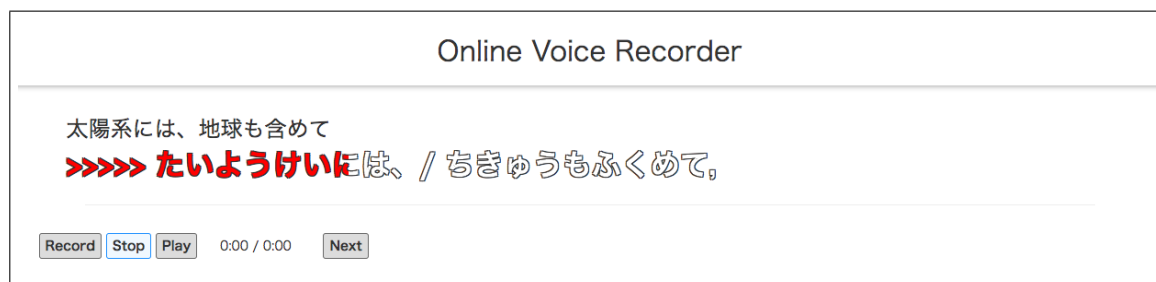 Online Voice Recorder
太陽系には、地球も含めて
>>>>> たいようけいには、/ ちきゅうもふくめて,
Record Stop Play 0:00 / 0:00 Next